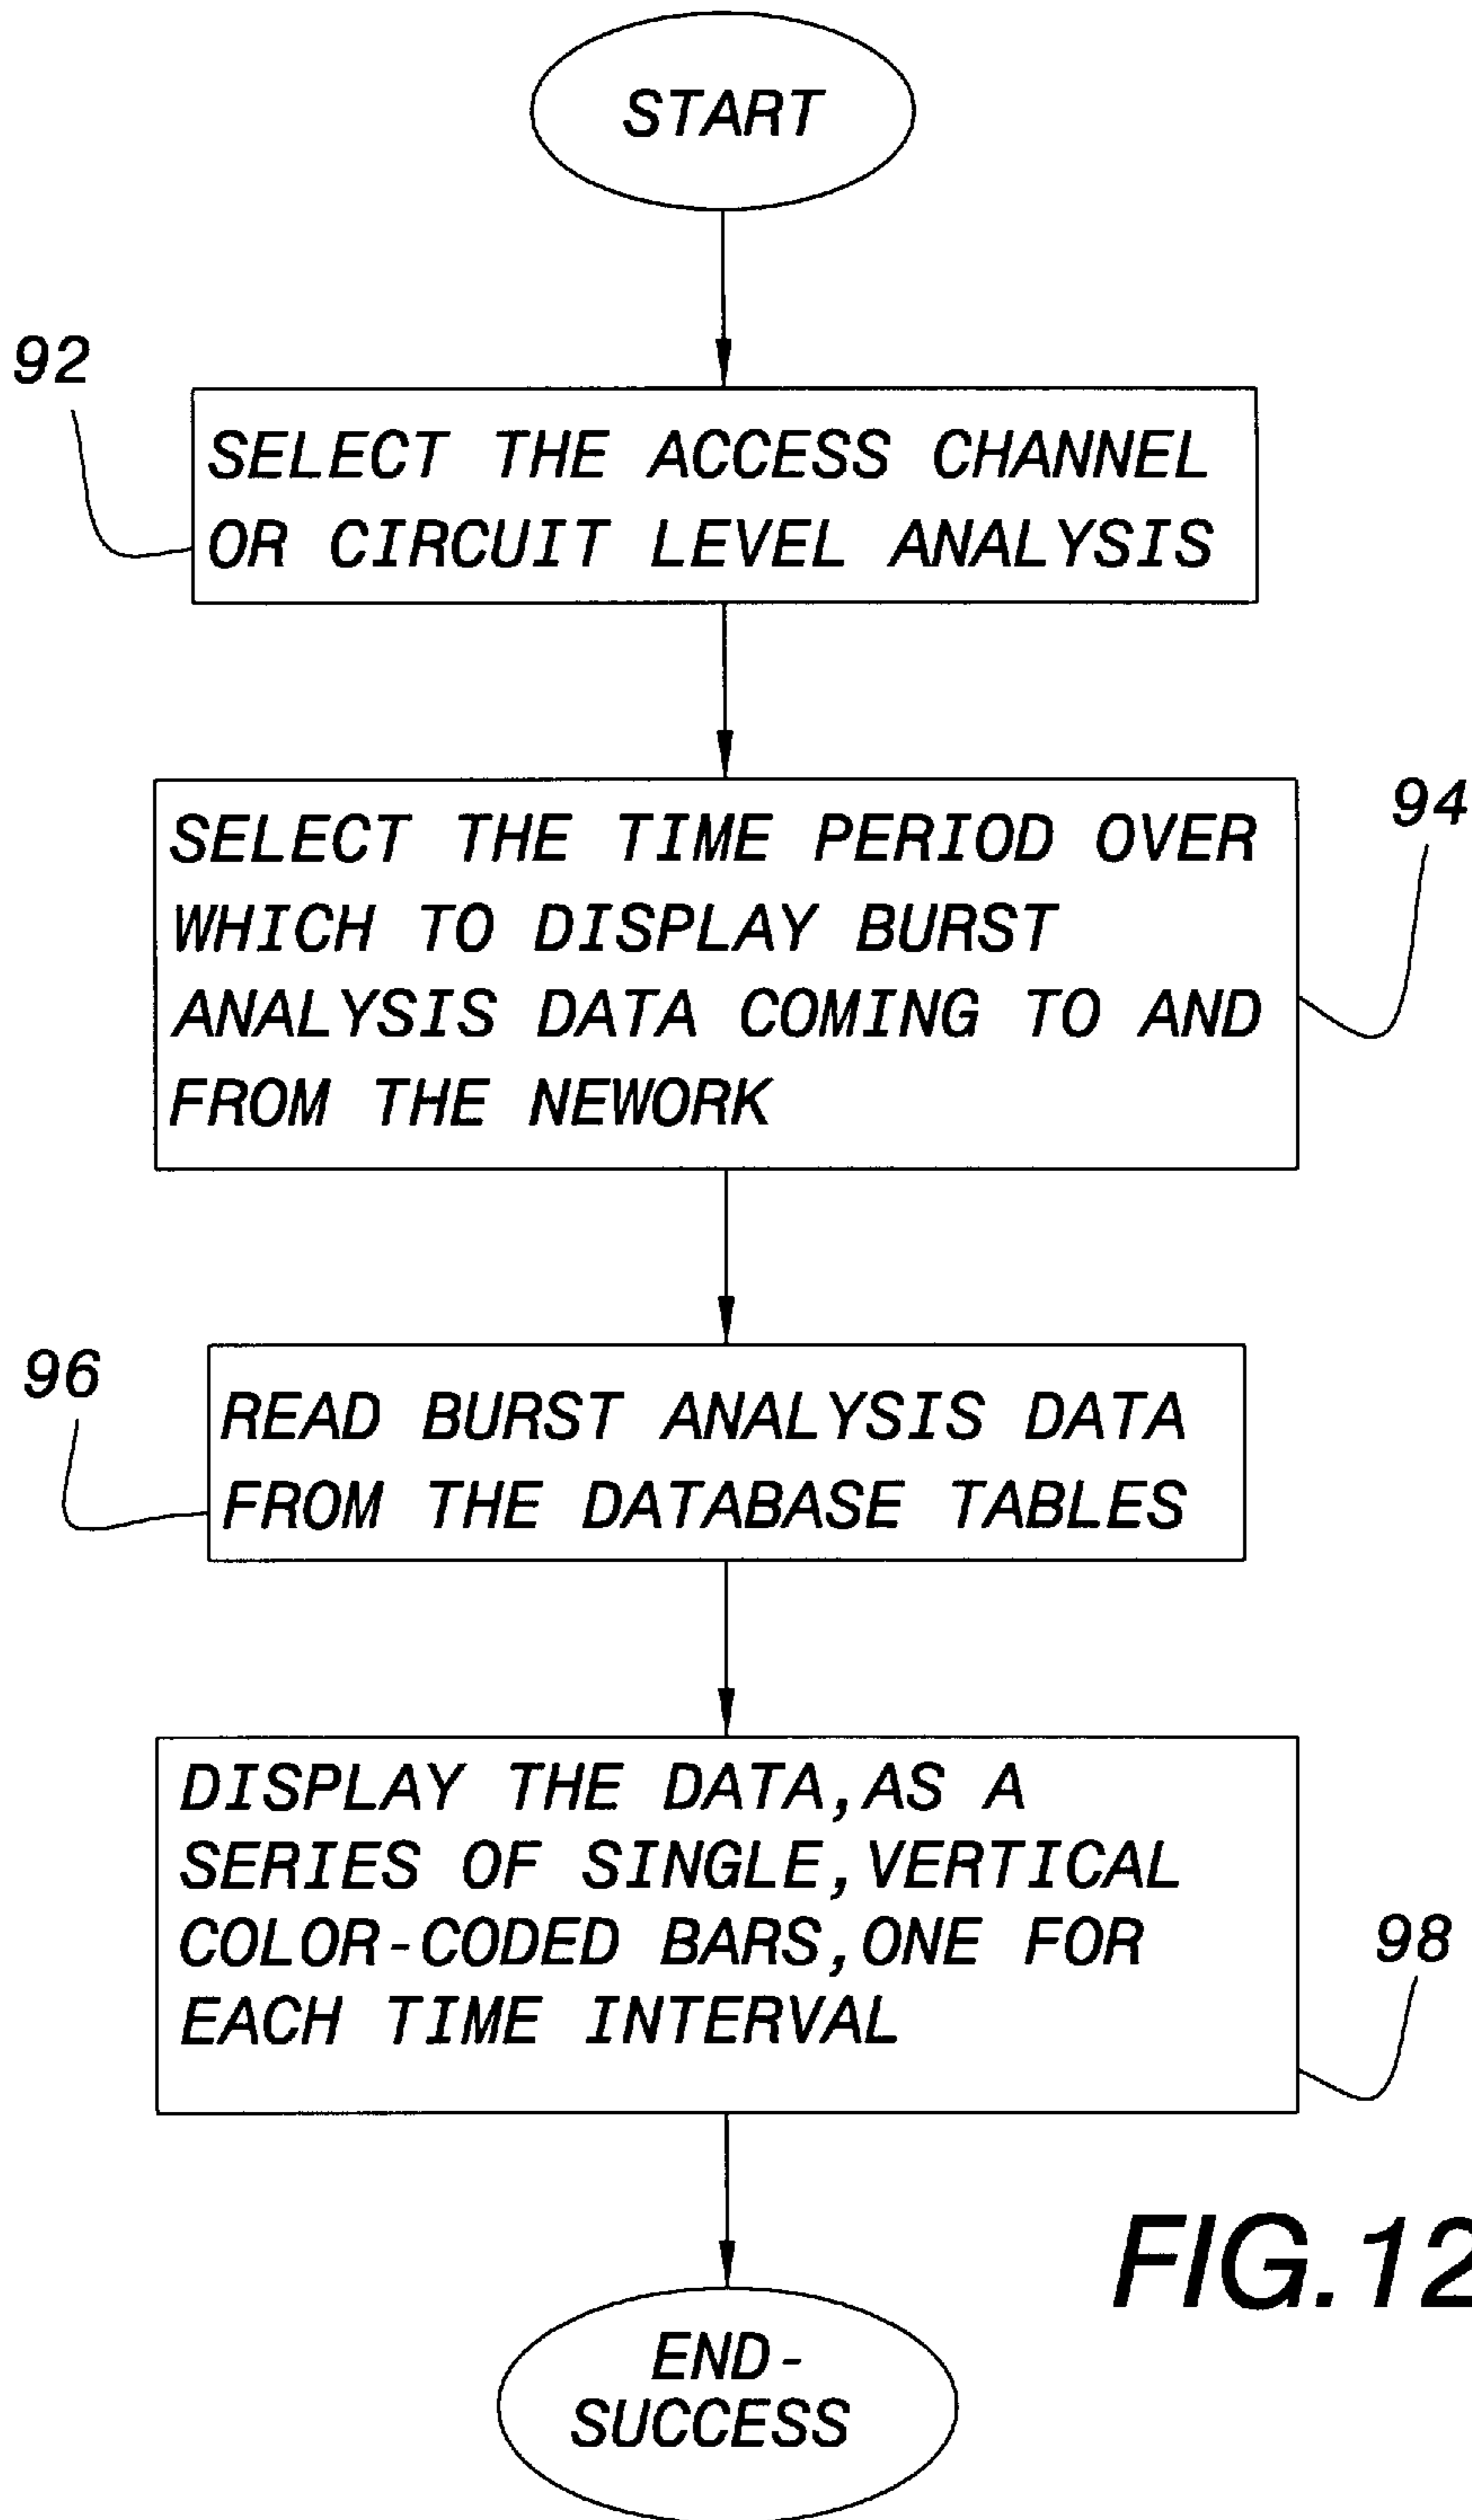 START
92
SELECT THE ACCESS CHANNEL
OR CIRCUIT LEVEL ANALYSIS
94
SELECT THE TIME PERIOD OVER
WHICH TO DISPLAY BURST
ANALYSIS DATA COMING TO AND
FROM THE NEWORK
96
READ BURST ANALYSIS DATA
FROM THE DATABASE TABLES
DISPLAY THE DATA,AS A
SERIES OF SINGLE,VERTICAL
COLOR-CODED BARS,ONE FOR
EACH TIME INTERVAL
98
FIG.12
END-
SUCCESS